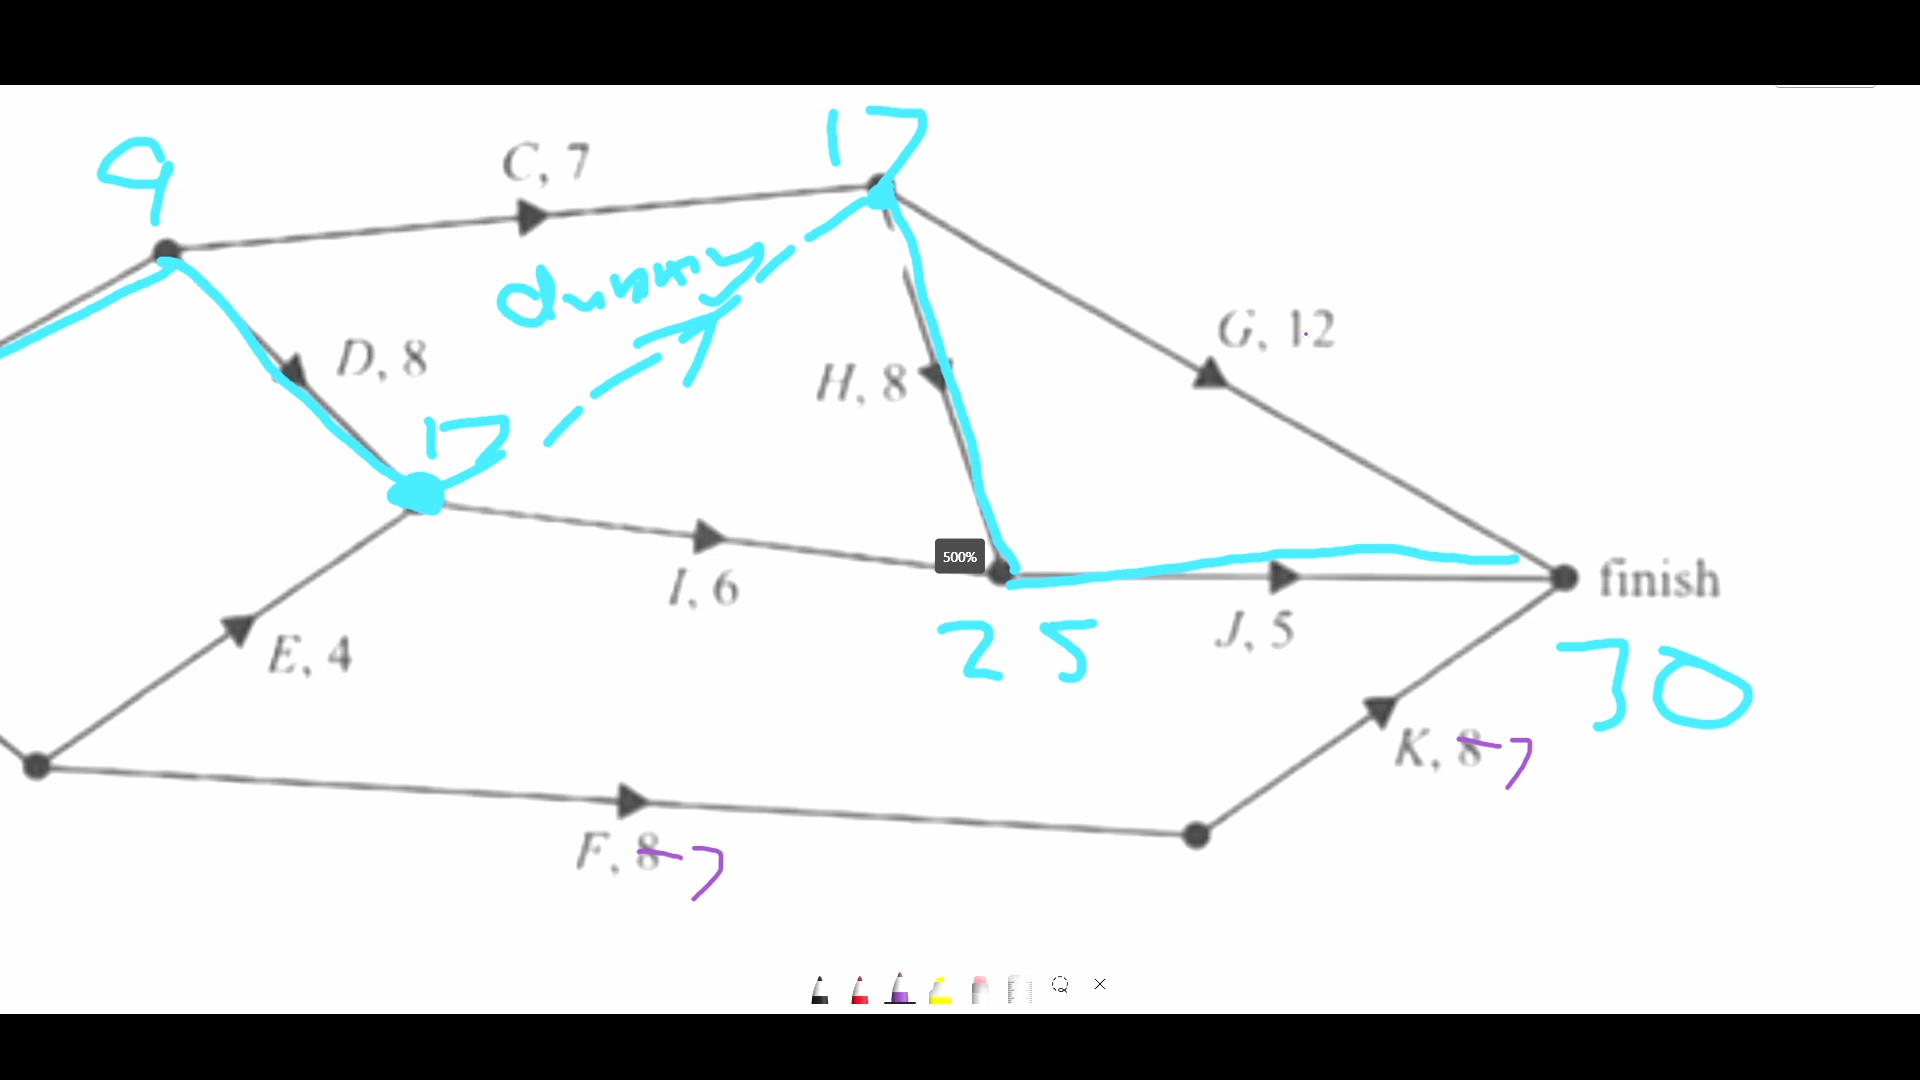 9
17
C, 7
dummy
G, 12
D, 8
H, 8
17
500%
I, 6
finish
J, 5
25
E, 4
30
K, 8 7
F, 8 7